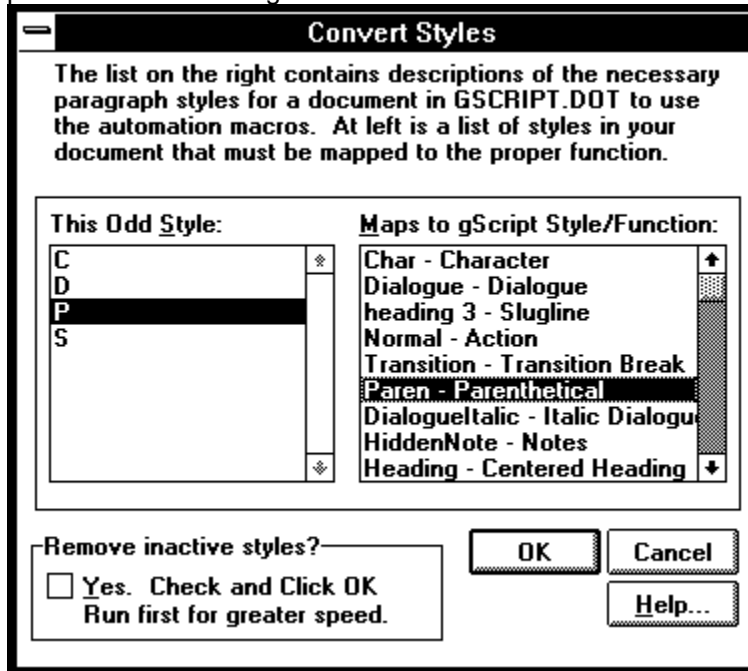 Convert Styles
The list on the right contains descriptions of the necessary
paragraph styles for a document in GSCRIPT.DOT to use
the automation macros.  At left is a list of styles in your
document that must be mapped to the proper function.
This Odd Style:
C
D
P
S
Maps to gScript Style/Function:
Char - Character
Dialogue - Dialogue
heading 3 - Slugline
Normal - Action
Transition - Transition Break
Paren - Parenthetical
DialogueItalic - Italic Dialogu
HiddenNote - Notes
Heading - Centered Heading
Remove inactive styles?
Yes.  Check and Click OK
Run first for greater speed.
OK
Cancel
Help...